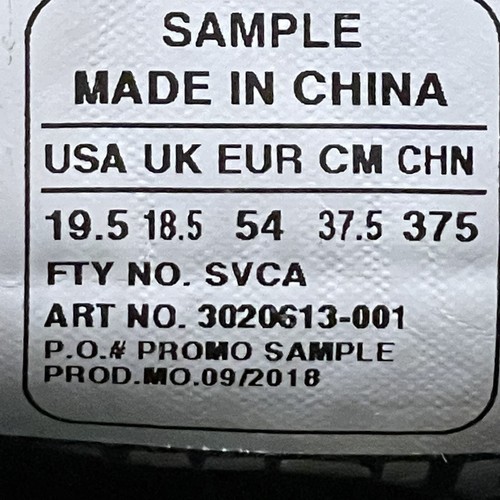 SAMPLE
MADE IN CHINA
USA UK EUR CM CHN
19.5 18.5 54 37.5 375
FTY NO. SVCA
ART NO. 3020613-001
P.O.# PROMO SAMPLE
PROD.MO.09/2018